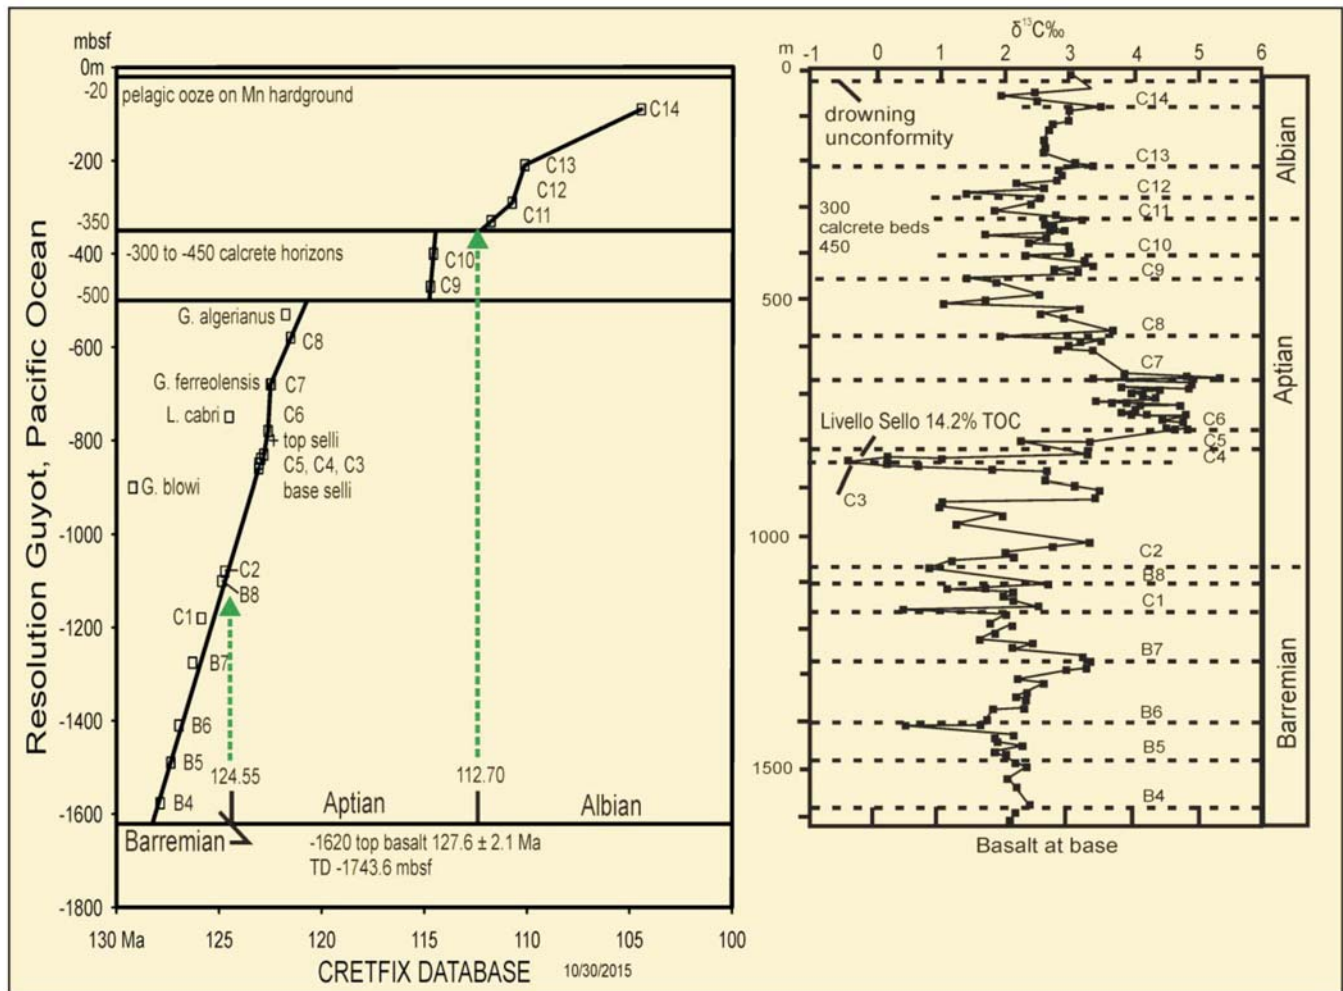 mbsf
0m
-20
-200
-350
-400
-500
-600
-800
-1000
-1200
-1400
-1600
-1800
Resolution Guyot, Pacific Ocean
pelagic ooze on Mn hardground
C14
C13
C12
C11
-300 to -450 calcrete horizons
C10
C9
G. algerianus
C8
G. ferreolensis
C7
L. cabri
C6
top selli
C5, C4, C3
base selli
G. blowi
C2
B8
C1
B7
B6
B5
B4
124.55
112.70
Barremian
Aptian
Albian
-1620 top basalt 127.6 ± 2.1 Ma
TD -1743.6 mbsf
130 Ma
125
120
115
110
104
100
CRETFIX DATABASE
10/30/2015
δ¹³C‰
m
-1 0 1 2 3 4 5 6
0
500
1000
1500
drowning
unconformity
C14
C13
C12
C11
300
calcrete beds
450
C10
C9
C8
C7
Livello Sello 14.2% TOC
C6
C5
C4
C3
C2
B8
C1
B7
B6
B5
B4
Albian
Aptian
Barremian
Basalt at base